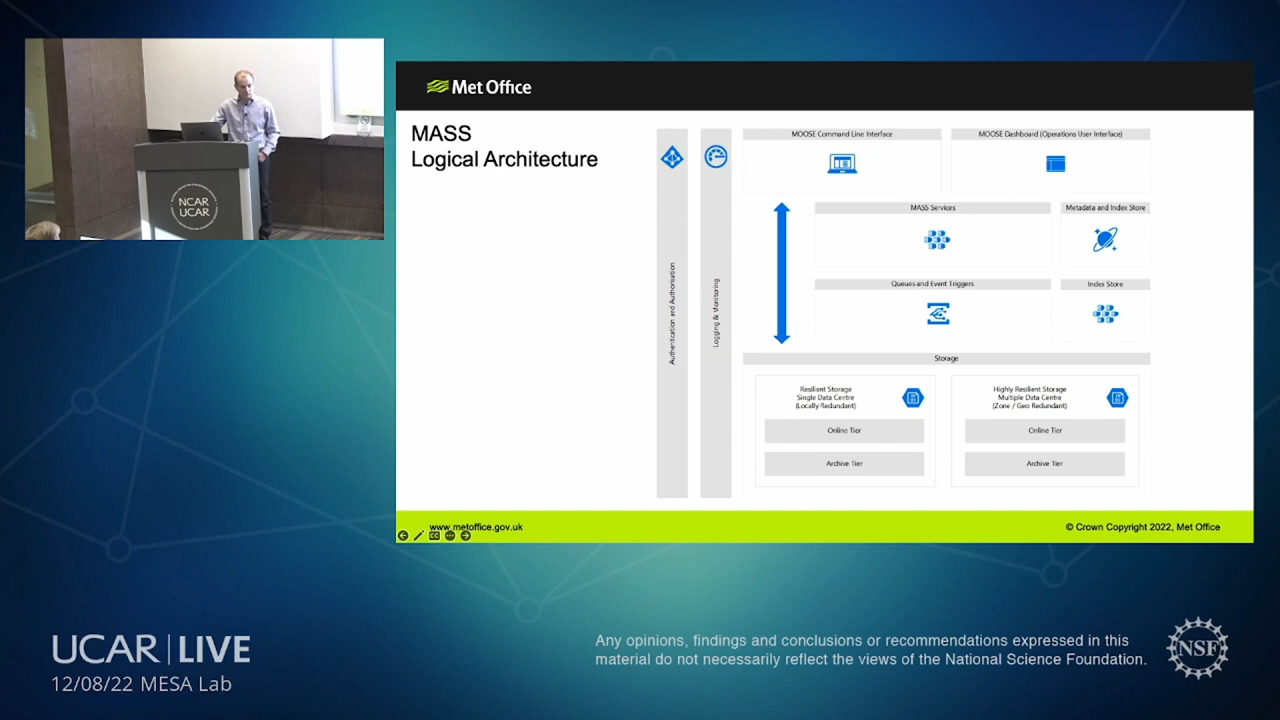 Met Office
MASS
Logical Architecture
Authentication and Authorisation
Logging & Monitoring
MOOSE Command Line Interface
MOOSE Dashboard (Operations User Interface)
MASS Services
Metadata and Index Store
Queues and Event Triggers
Index Store
Storage
Resilient Storage
Single Data Centre
(Locally Redundant)
Online Tier
Archive Tier
Highly Resilient Storage
Multiple Data Centre
(Zone / Geo Redundant)
Online Tier
Archive Tier
www.metoffice.gov.uk
© Crown Copyright 2022, Met Office
NCAR
UCAR
UCAR | LIVE
12/08/22 MESA Lab
Any opinions, findings and conclusions or recommendations expressed in this
material do not necessarily reflect the views of the National Science Foundation.
NSF